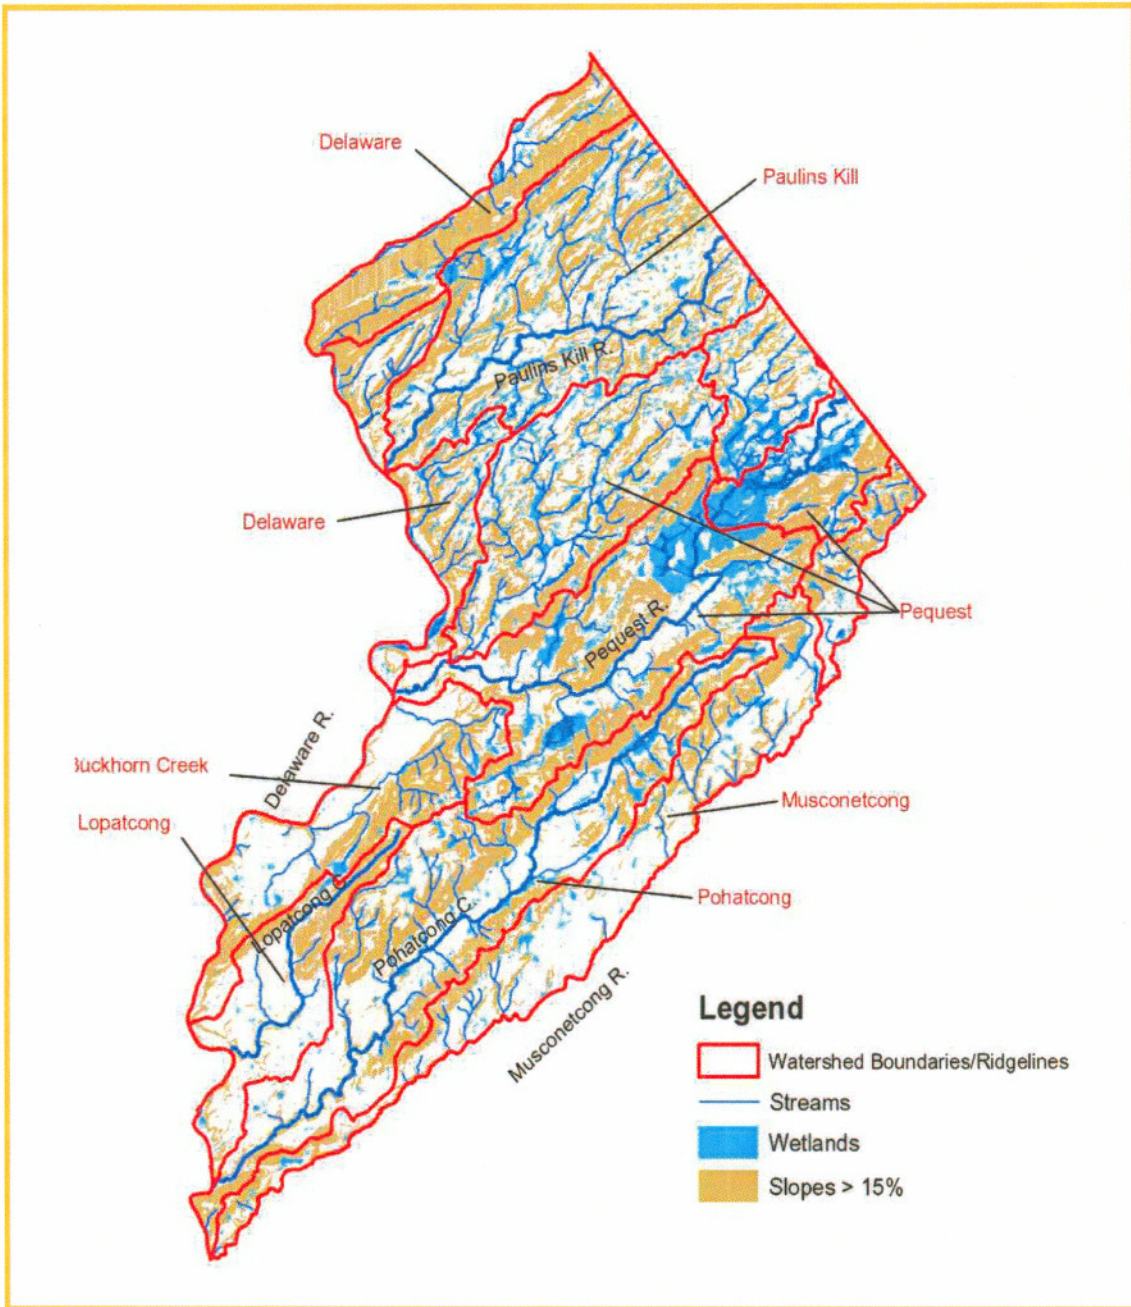 Delaware
Paulins Kill
Paulins Kill R.
Delaware
Pequest
Pequest R.
Delaware R.
Buckhorn Creek
Lopatcong
Musconetcong
Lopatcong C.
Pohatcong C.
Pohatcong
Musconetcong R.
Legend
Watershed Boundaries/Ridgelines
Streams
Wetlands
Slopes > 15%